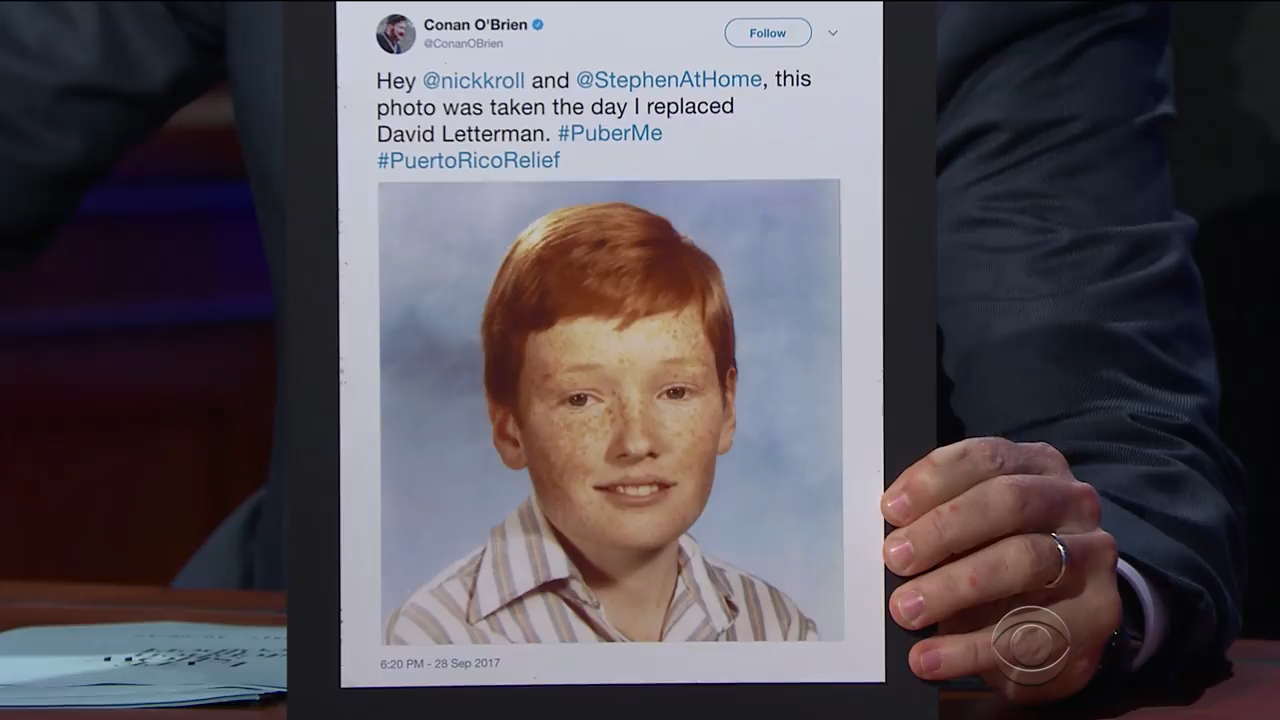 Conan O'Brien
@ConanOBrien
Follow
Hey @nickkroll and @StephenAtHome, this
photo was taken the day I replaced
David Letterman. #PuberMe
#PuertoRicoRelief
6:20 PM - 28 Sep 2017